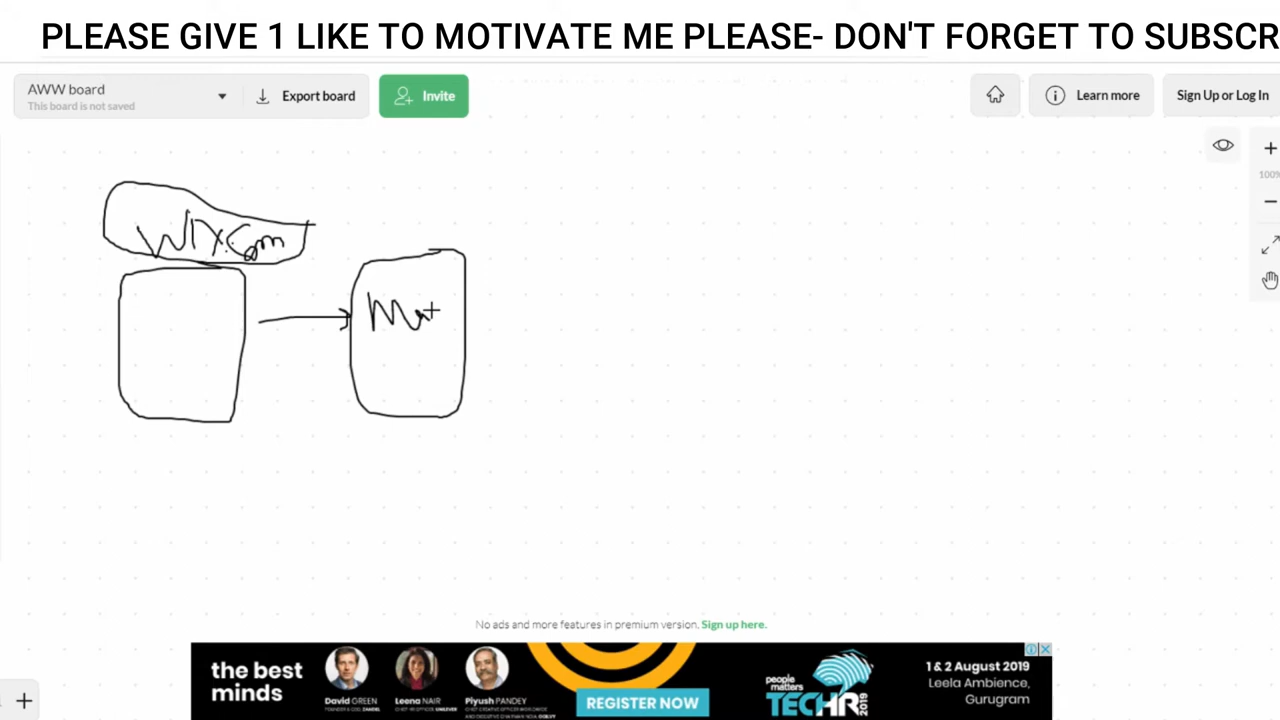 PLEASE GIVE 1 LIKE TO MOTIVATE ME PLEASE- DON'T FORGET TO SUBSCR
AWW board
This board is not saved
Export board
Invite
Learn more
Sign Up or Log In
100%
WIX.Com
No ads and more features in premium version. Sign up here.
the best
minds
David GREEN
Leena NAIR
Piyush PANDEY
REGISTER NOW
people
matters
TECHR
2019
1 & 2 August 2019
Leela Ambience,
Gurugram